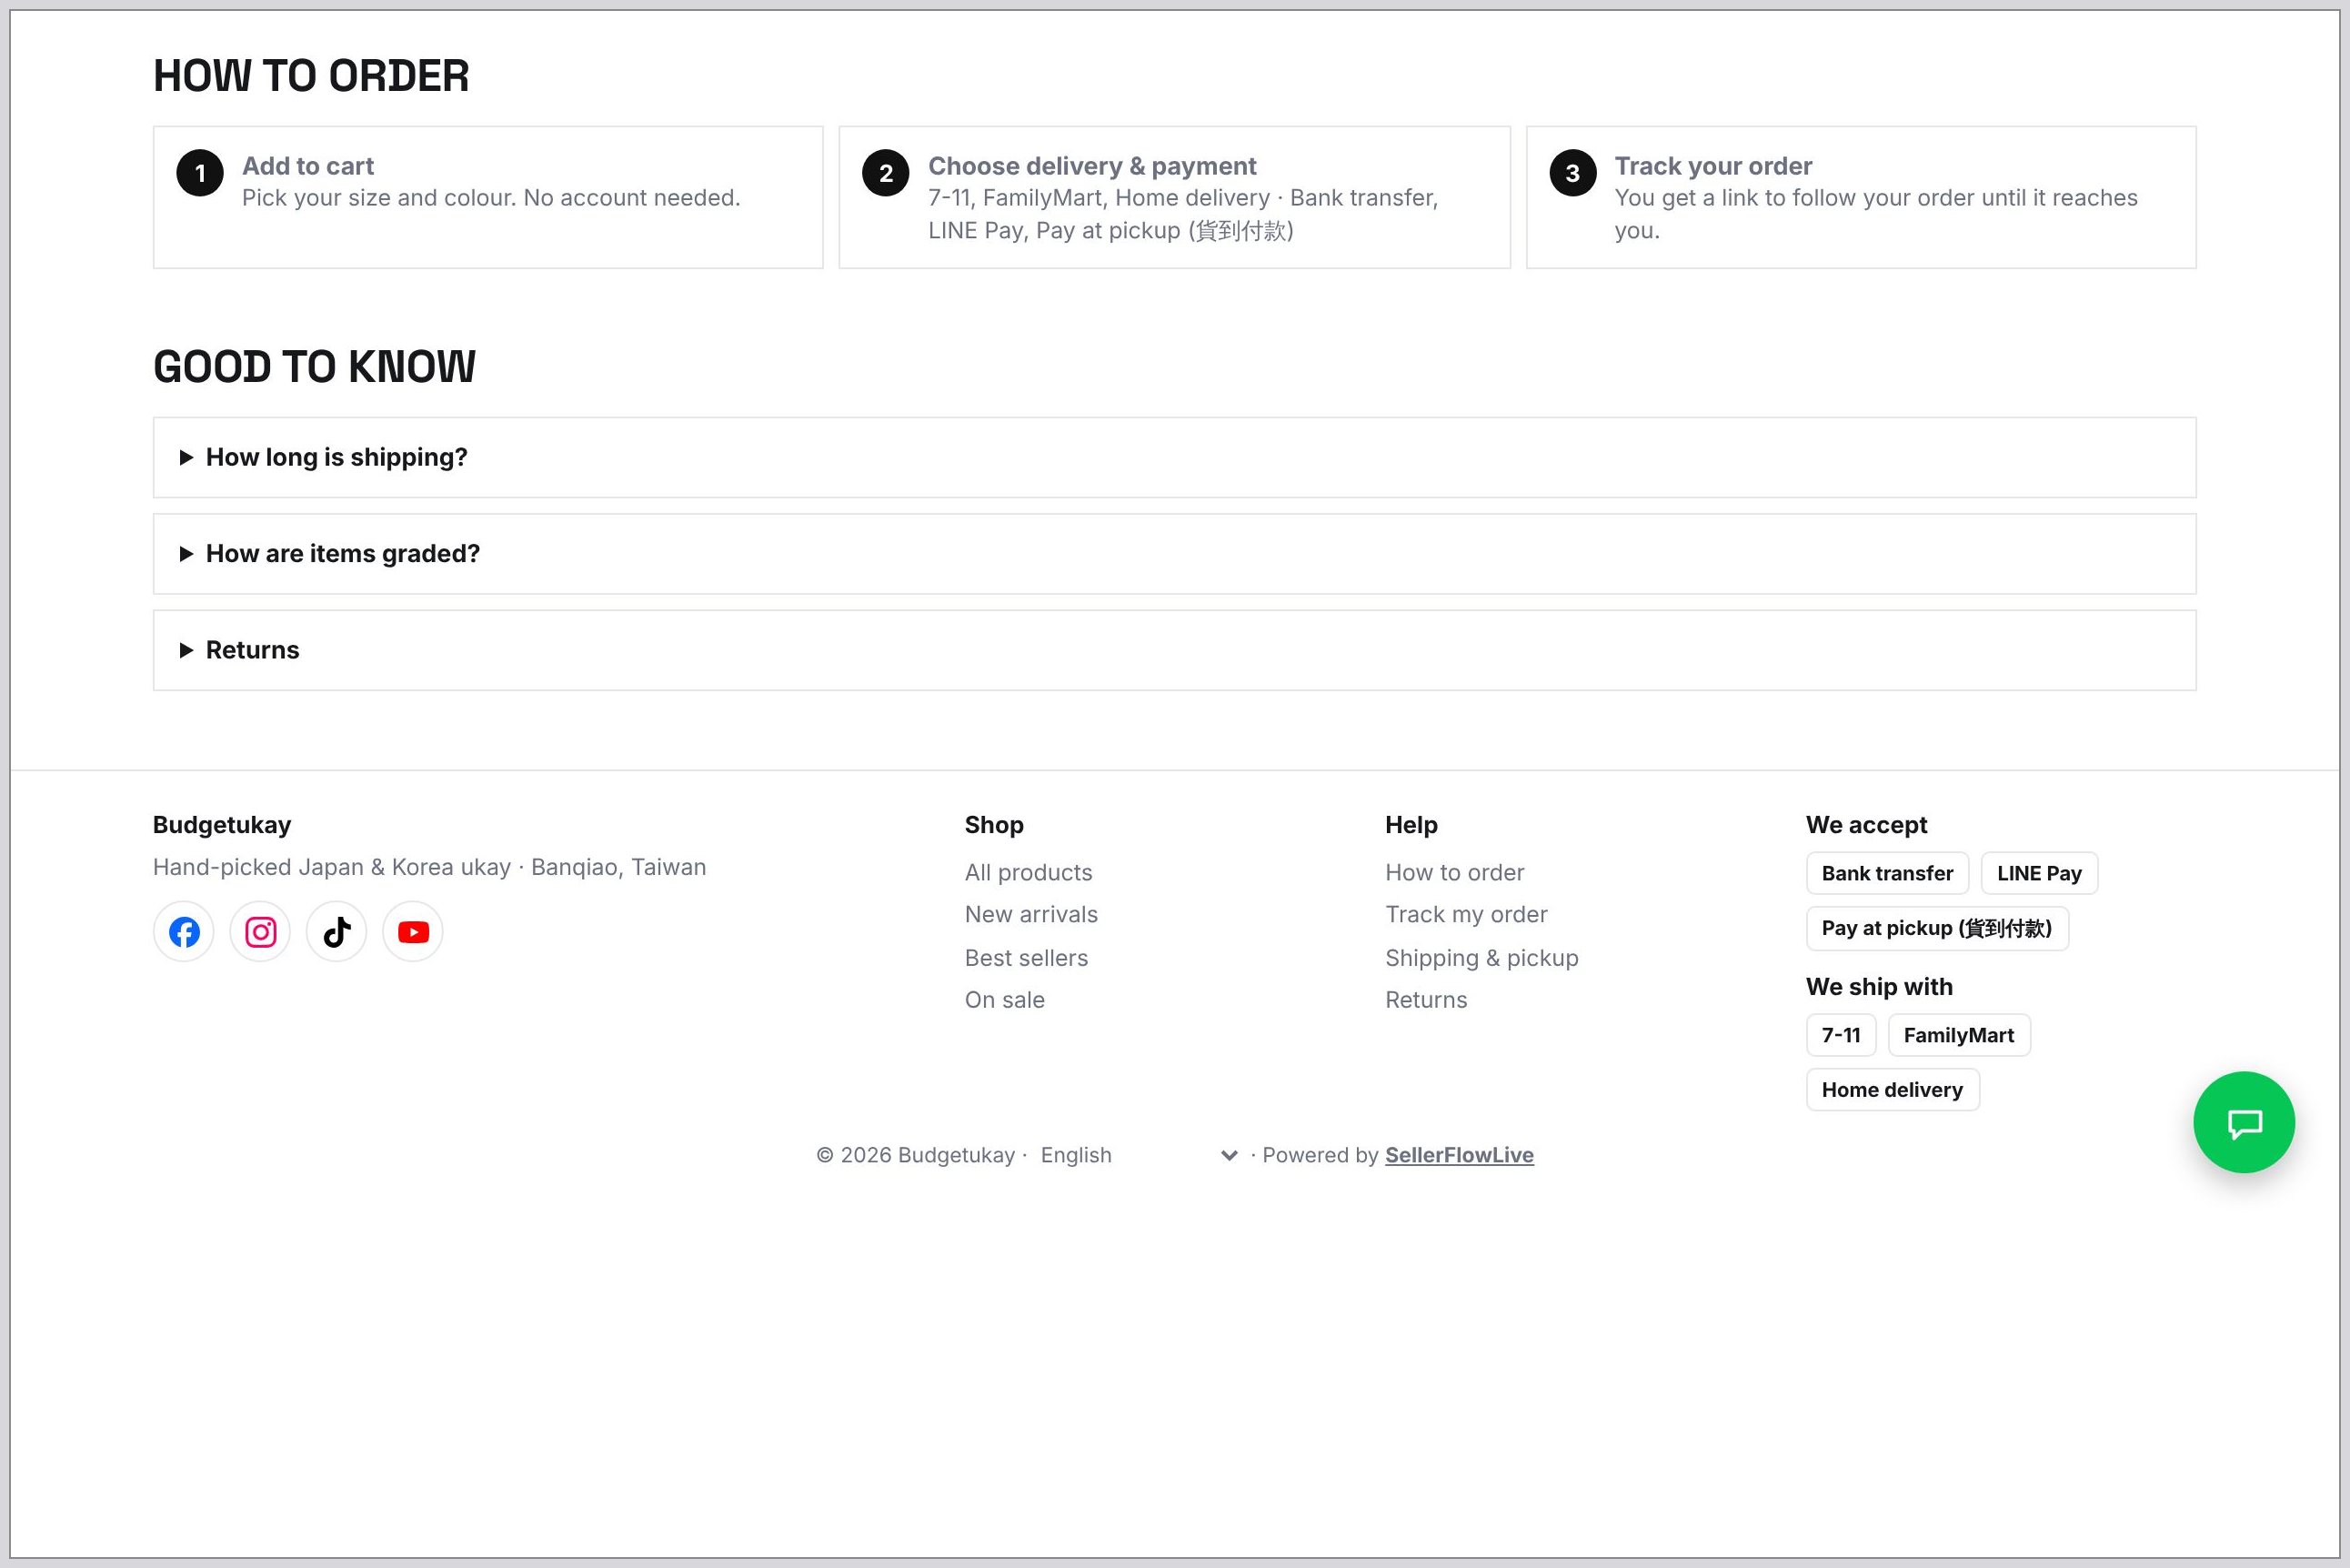 HOW TO ORDER
1
Add to cart
Pick your size and colour. No account needed.
2
Choose delivery & payment
7-11, FamilyMart, Home delivery · Bank transfer,
LINE Pay, Pay at pickup (貨到付款)
3
Track your order
You get a link to follow your order until it reaches
you.
GOOD TO KNOW
How long is shipping?
How are items graded?
Returns
Budgetukay
Hand-picked Japan & Korea ukay · Banqiao, Taiwan
Shop
All products
New arrivals
Best sellers
On sale
Help
How to order
Track my order
Shipping & pickup
Returns
We accept
Bank transfer
LINE Pay
Pay at pickup (貨到付款)
We ship with
7-11
FamilyMart
Home delivery
© 2026 Budgetukay · English · Powered by SellerFlowLive